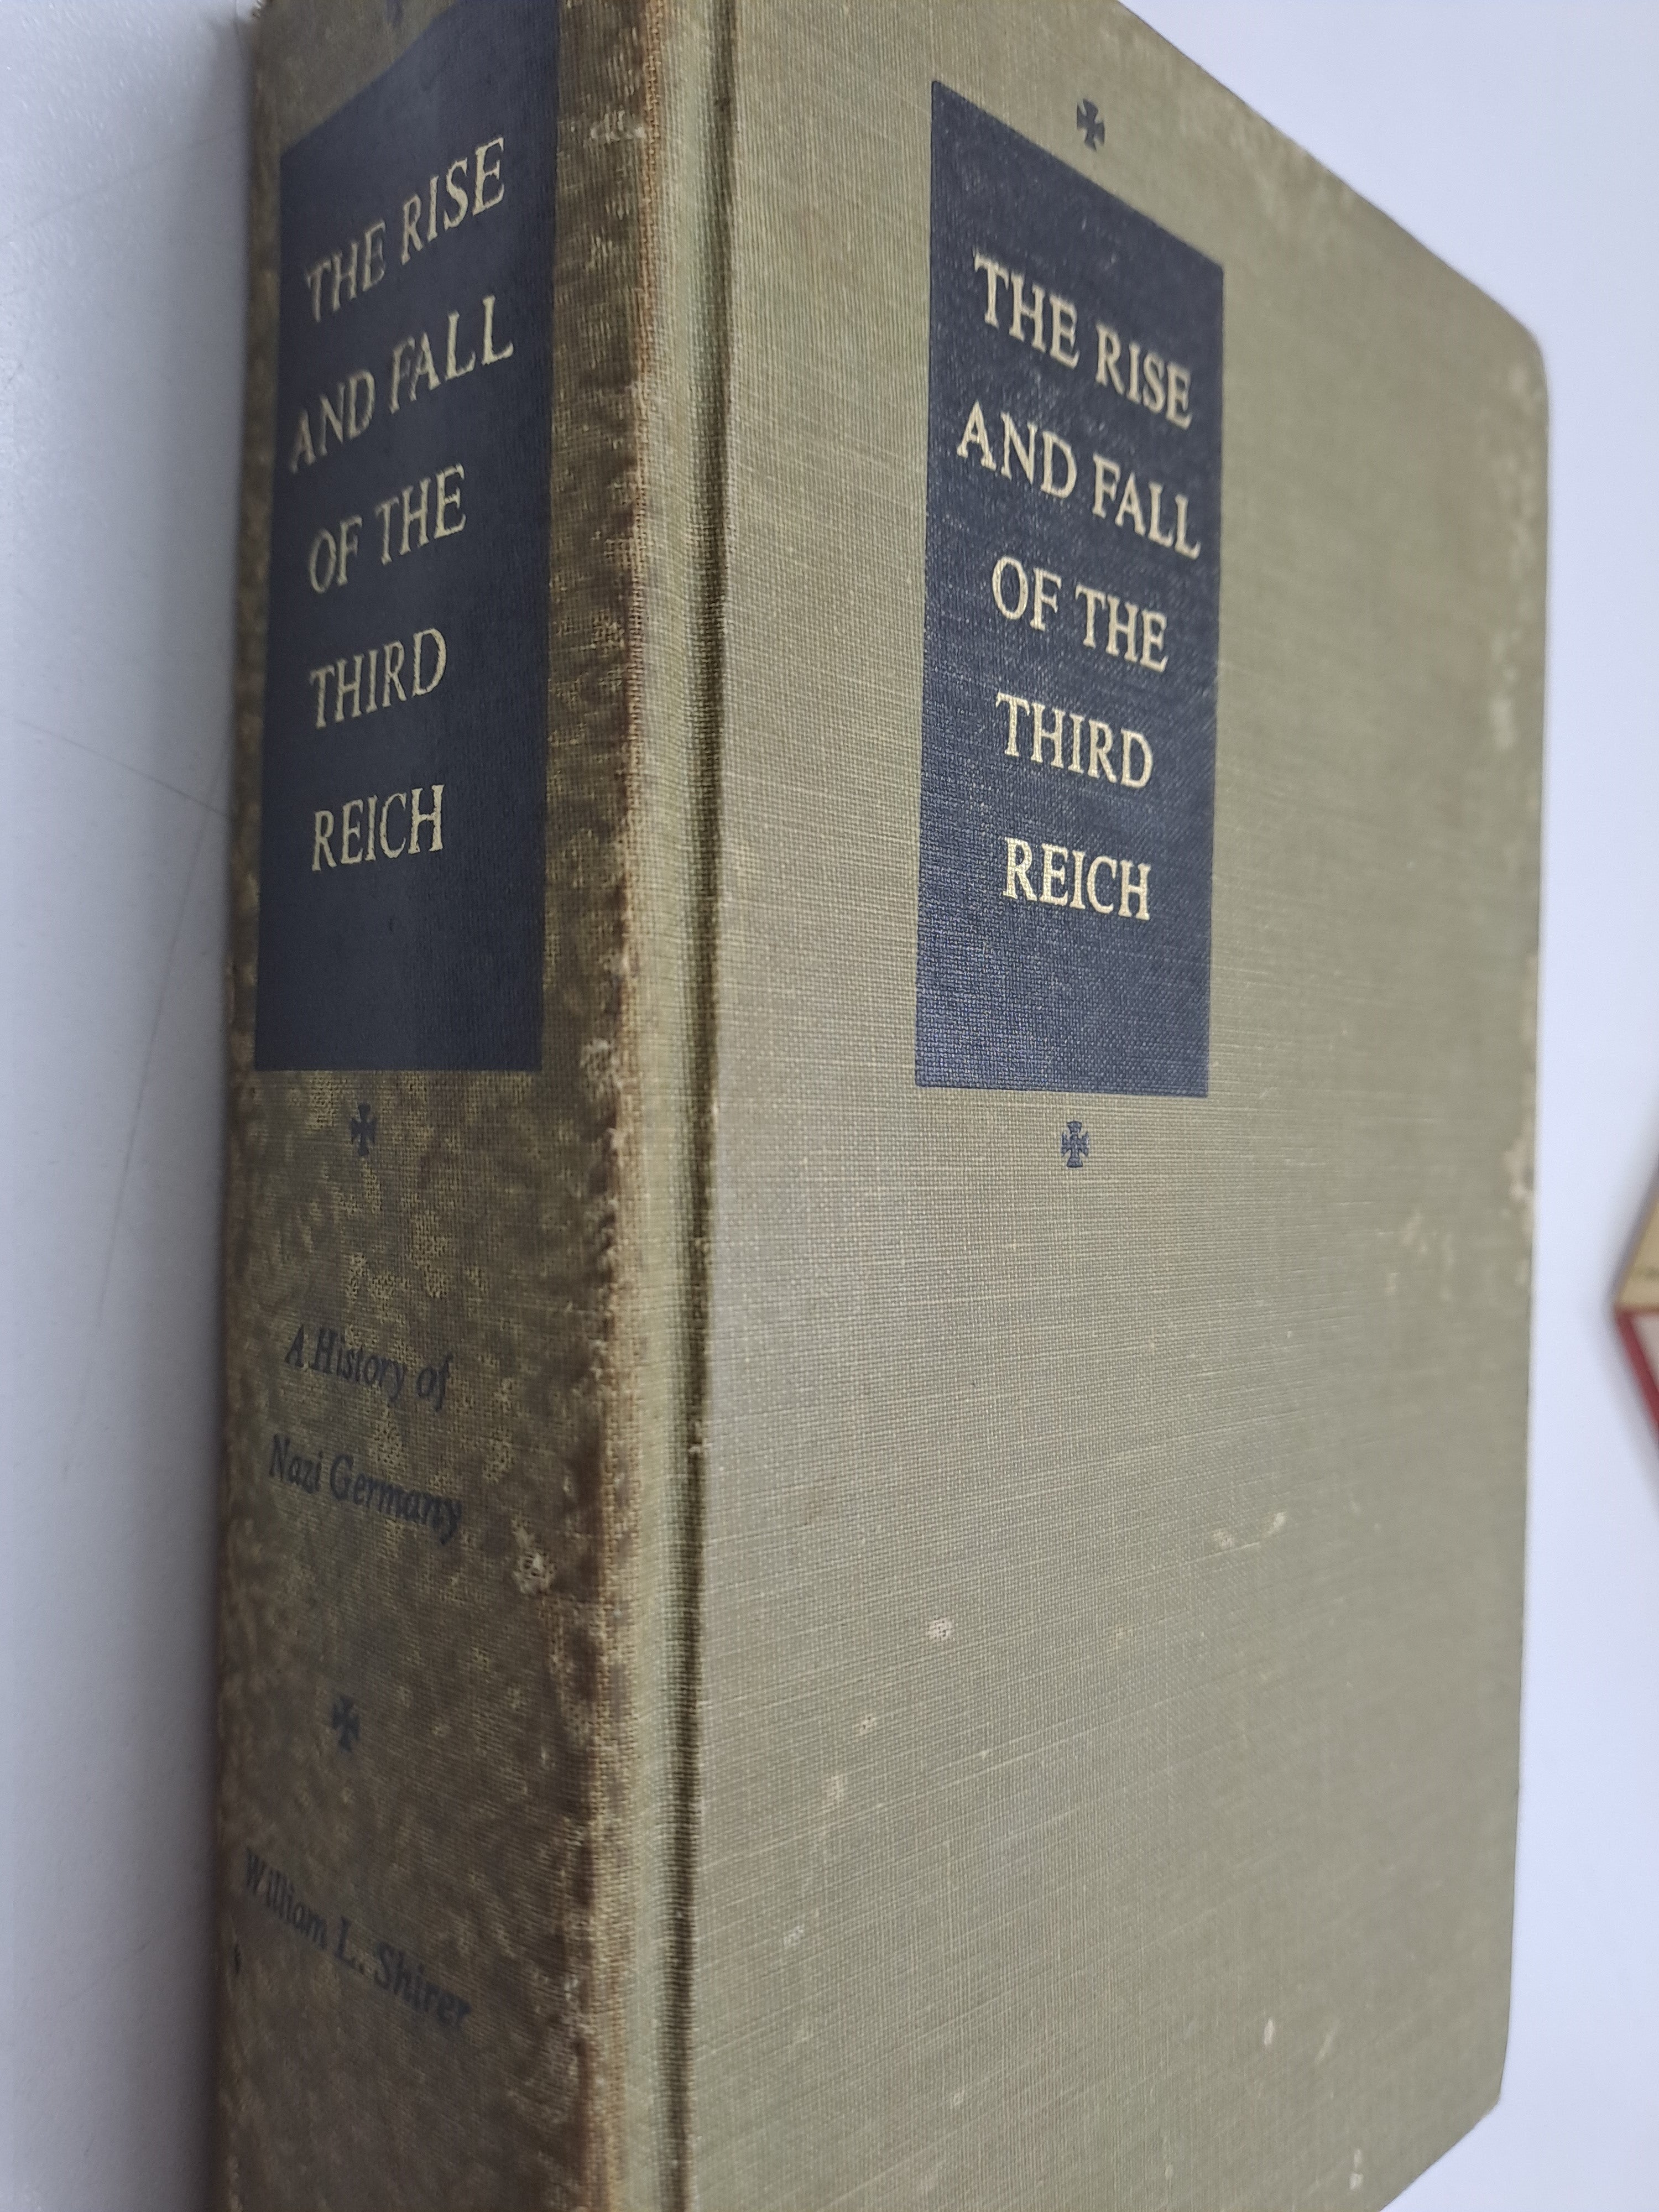 THE RISE
AND FALL
OF THE
THIRD
REICH
A History of
Nazi Germany
William L. Shirer
THE RISE
AND FALL
OF THE
THIRD
REICH